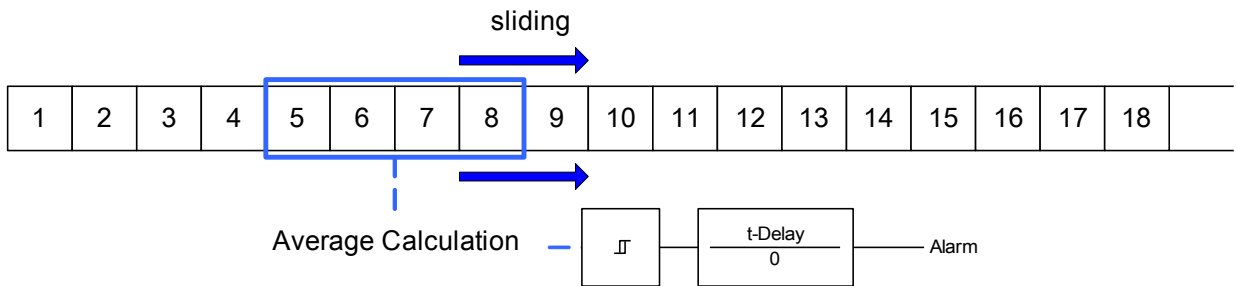 sliding
1 2 3 4 5 6 7 8 9 10 11 12 13 14 15 16 17 18
Average Calculation
t-Delay
0
Alarm